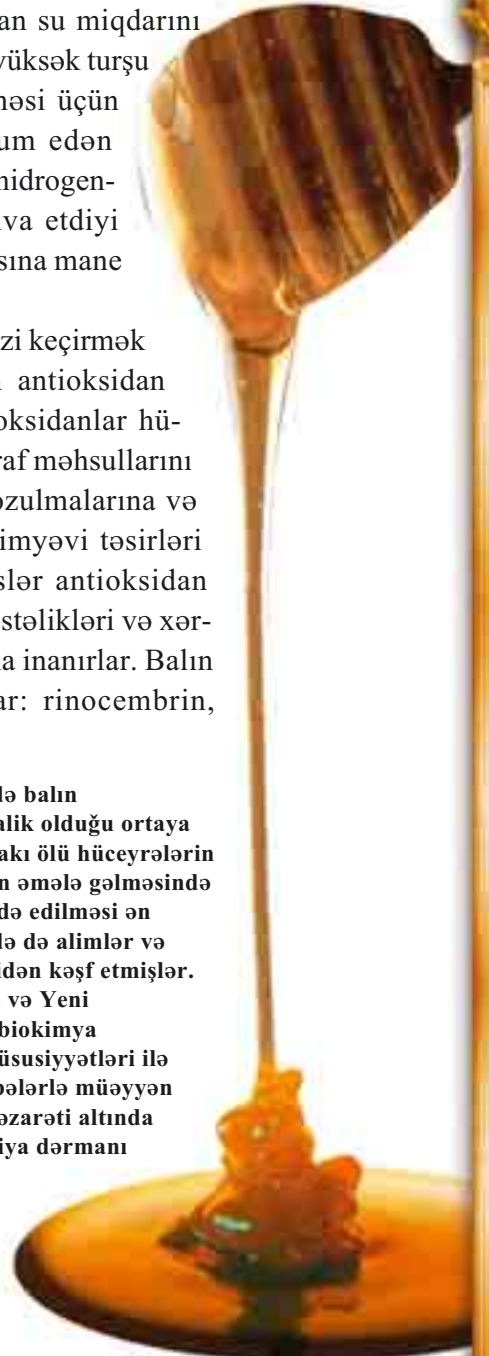 an su miqdarını
yüksək turşu
məsi üçün
um edən
hidrogen-
iva etdiyi
sına mane
zi keçirmək
antioksidan
oksidanlar hü-
raf məhsullarını
ozulmalarına və
imyəvi təsirləri
slər antioksidan
stəlikləri və xər-
na inanırlar. Balın
ar: rinocembrin,
lə balın
alik olduğu ortaya
akı ölü hüceyrələrin
n əmələ gəlməsində
də edilməsi ən
lə də alimlər və
idən kəşf etmişlər.
və Yeni
biokimya
üsusiyyətləri ilə
bələrlə müəyyən
əzarəti altında
iya dərmanı